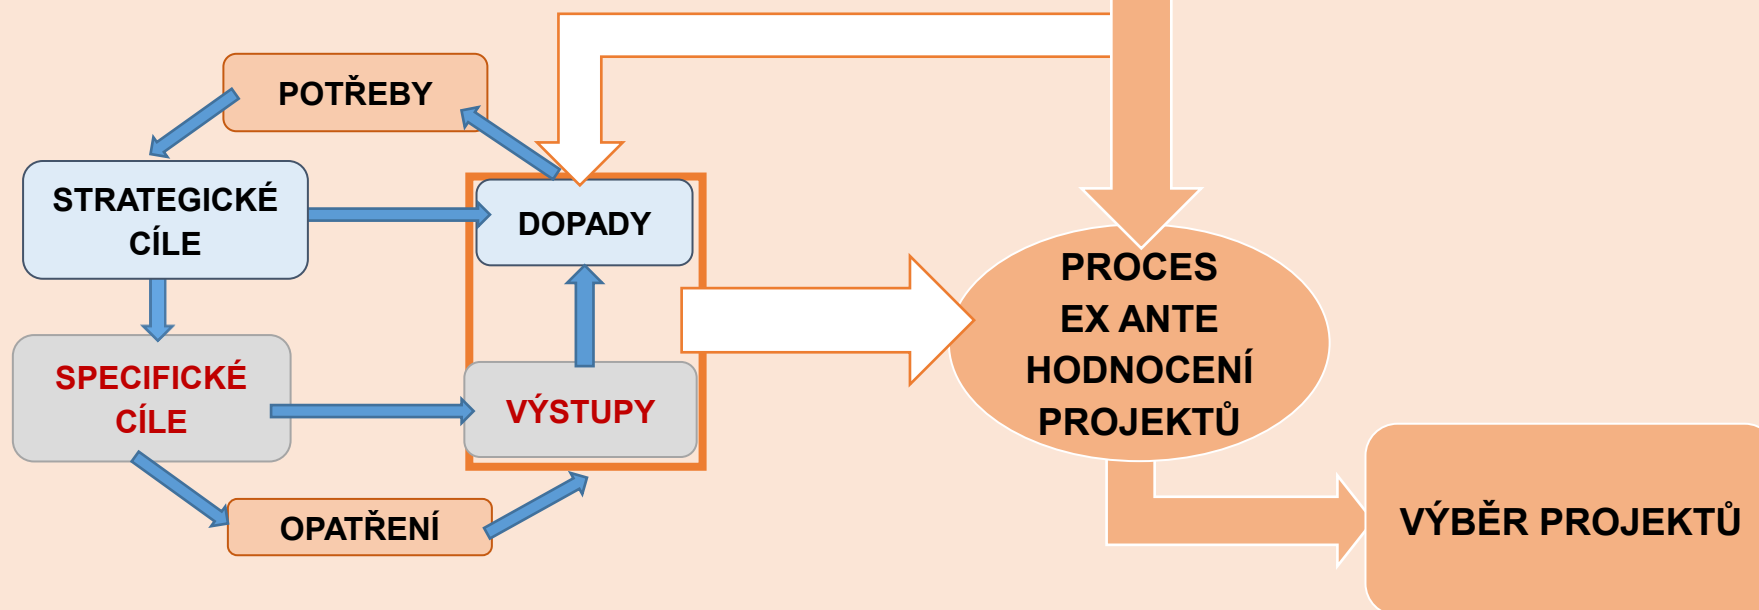 POTŘEBY
STRATEGICKÉ
CÍLE
DOPADY
SPECIFICKÉ
CÍLE
VÝSTUPY
OPATŘENÍ
PROCES
EX ANTE
HODNOCENÍ
PROJEKTŮ
VÝBĚR PROJEKTŮ